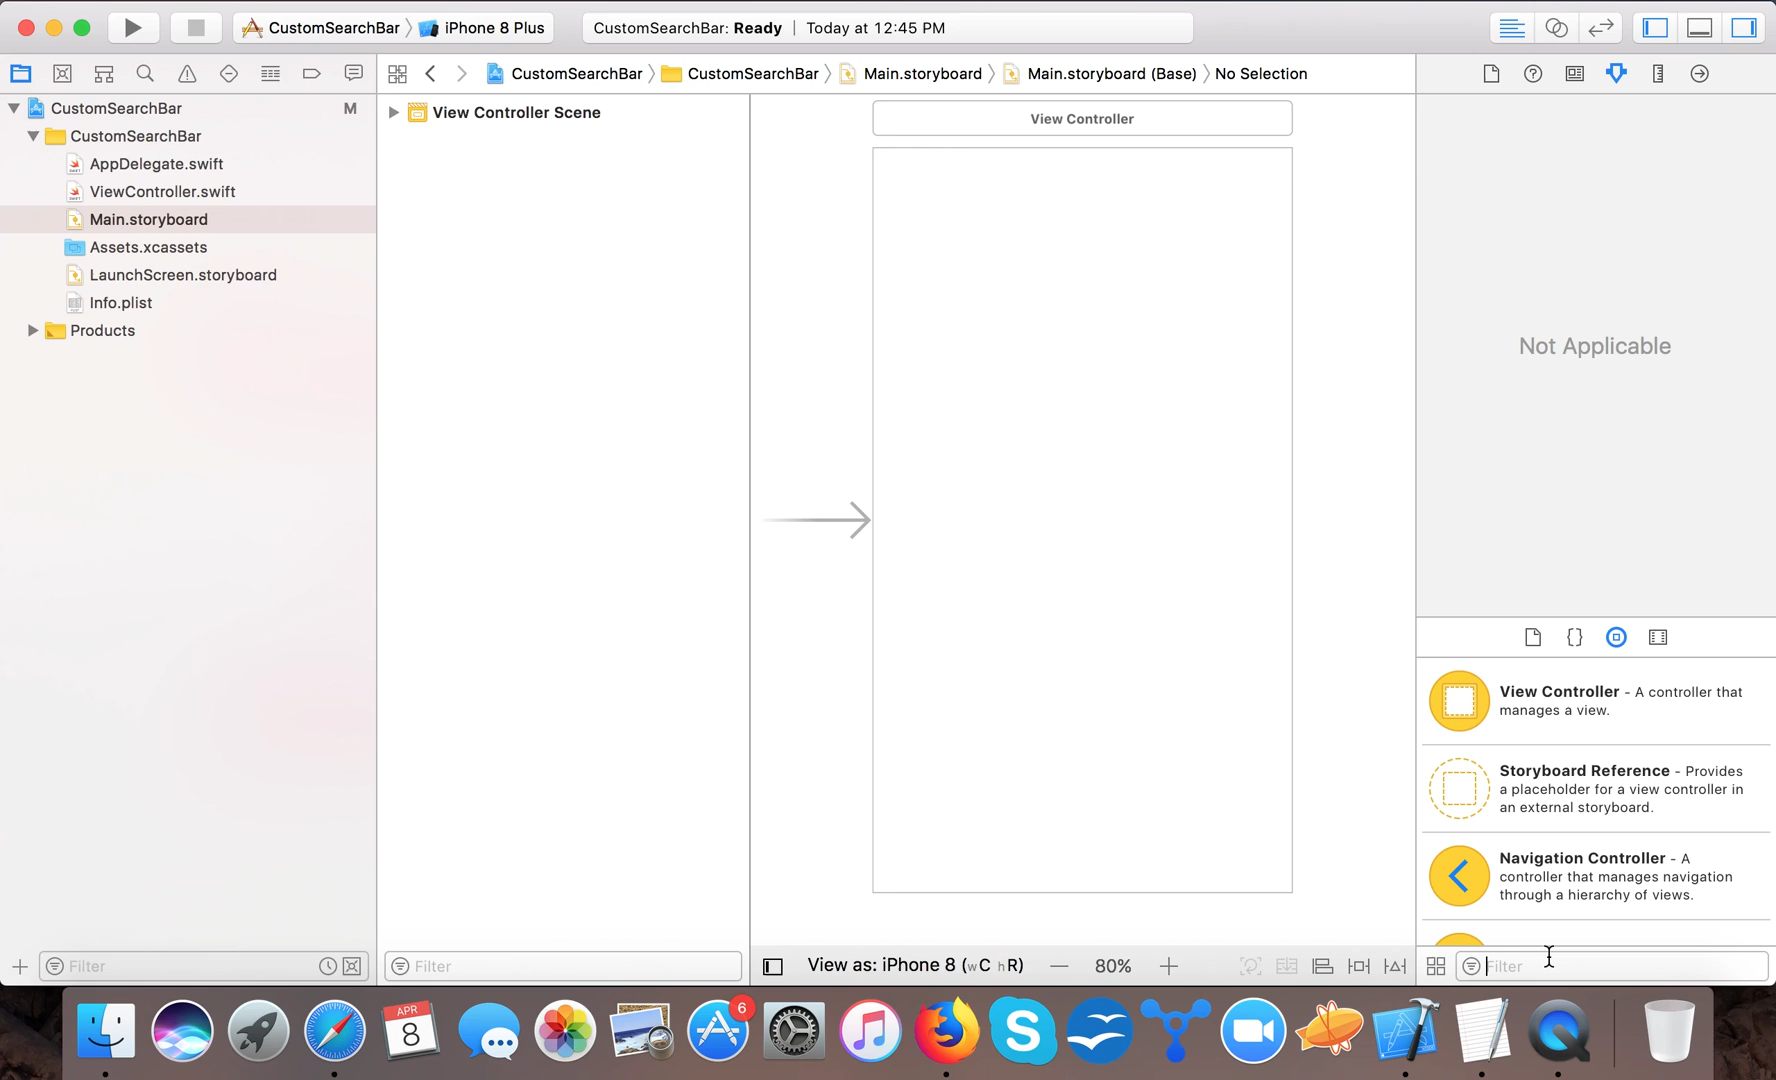 CustomSearchBar
iPhone 8 Plus
CustomSearchBar: Ready | Today at 12:45 PM
CustomSearchBar M
CustomSearchBar
AppDelegate.swift
ViewController.swift
Main.storyboard
Assets.xcassets
LaunchScreen.storyboard
Info.plist
Products
Filter
CustomSearchBar
CustomSearchBar
Main.storyboard
Main.storyboard (Base)
No Selection
View Controller Scene
Filter
View Controller
View as: iPhone 8 (wC hR)
80%
Not Applicable
{}
View Controller - A controller that
manages a view.
Storyboard Reference - Provides
a placeholder for a view controller in
an external storyboard.
Navigation Controller - A
controller that manages navigation
through a hierarchy of views.
Filter
APR
8
6
S